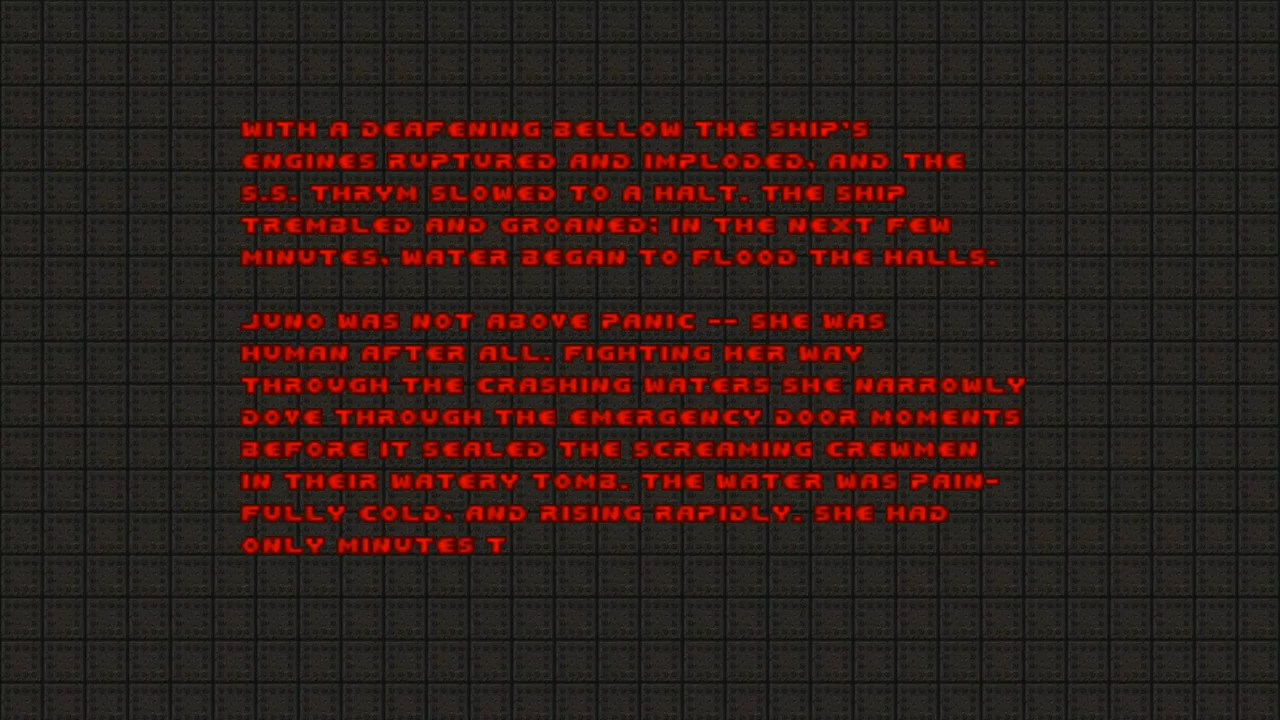 WITH A DEAFENING BELLOW THE SHIP'S
ENGINES RUPTURED AND IMPLODED, AND THE
S.S. THRYM SLOWED TO A HALT. THE SHIP
TREMBLED AND GROANED; IN THE NEXT FEW
MINUTES, WATER BEGAN TO FLOOD THE HALLS.
JUNO WAS NOT ABOVE PANIC -- SHE WAS
HUMAN AFTER ALL. FIGHTING HER WAY
THROUGH THE CRASHING WATERS SHE NARROWLY
DOVE THROUGH THE EMERGENCY DOOR MOMENTS
BEFORE IT SEALED THE SCREAMING CREWMEN
IN THEIR WATERY TOMB. THE WATER WAS PAIN-
FULLY COLD, AND RISING RAPIDLY. SHE HAD
ONLY MINUTES T